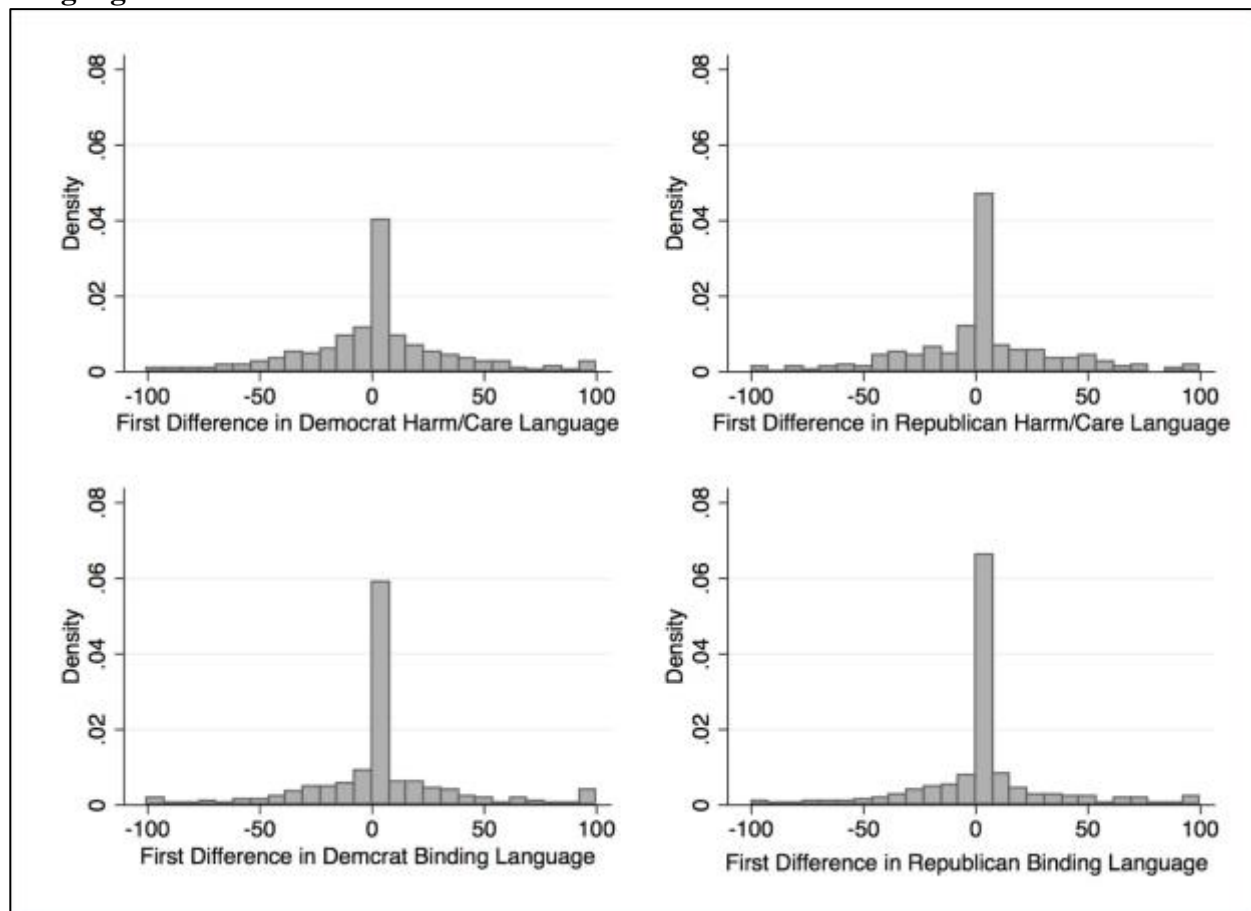 Density
.08
.06
.04
.02
0
-100 -50 0 50 100
First Difference in Democrat Harm/Care Language
Density
.08
.06
.04
.02
0
-100 -50 0 50 100
First Difference in Republican Harm/Care Language
Density
.08
.06
.04
.02
0
-100 -50 0 50 100
First Difference in Demcrat Binding Language
Density
.08
.06
.04
.02
0
-100 -50 0 50 100
First Difference in Republican Binding Language